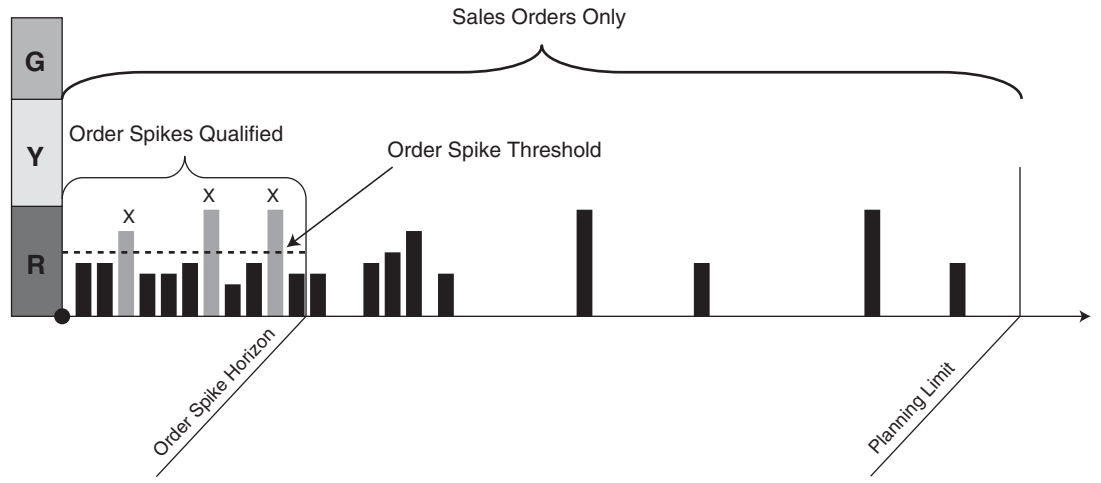 Sales Orders Only
G
Order Spikes Qualified
Y
Order Spike Threshold
X
X
X
R
Order Spike Horizon
Planning Limit